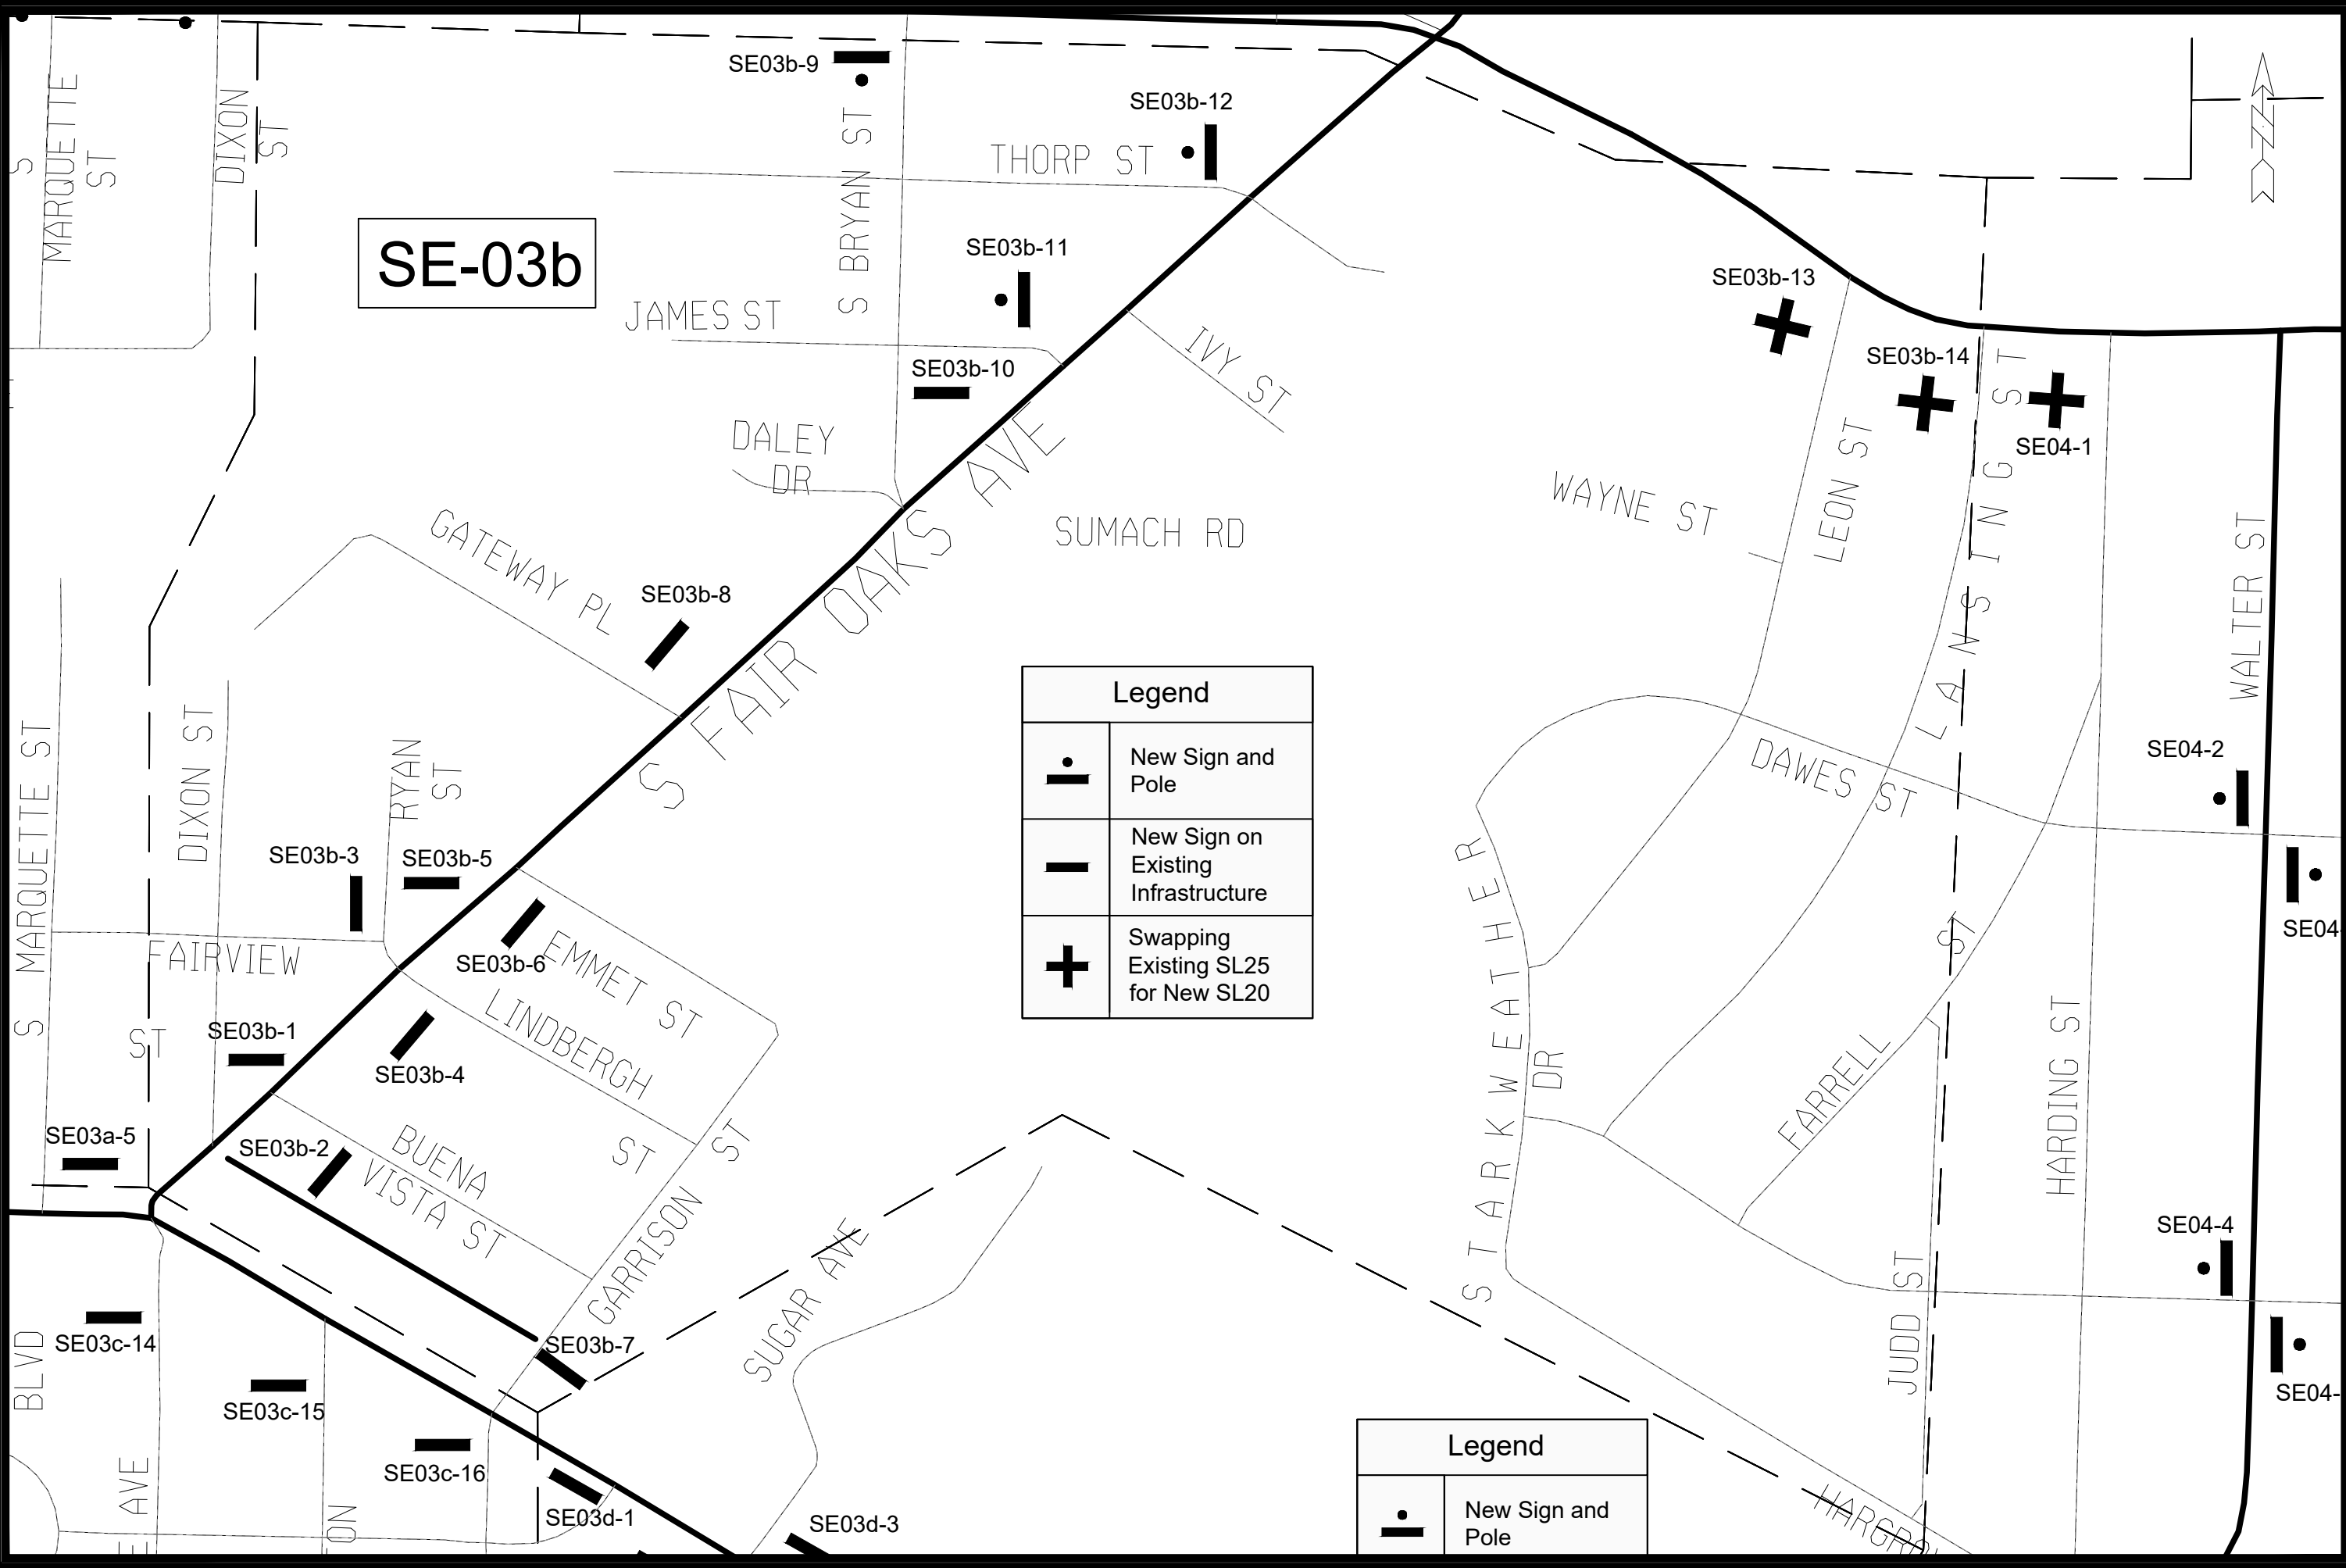 SE03b-9
SE03b-12
THORP ST
S
MARQUETTE
ST
DIXON
ST
S BRYAN ST
SE-03b
SE03b-11
JAMES ST
SE03b-10
IVY ST
SE03b-13
SE03b-14
SE04-1
DALEY
DR
S FAIR OAKS AVE
SUMACH RD
WAYNE ST
LEON ST
LANSING ST
WALTER ST
GATEWAY PL
SE03b-8
Legend
New Sign and
Pole
New Sign on
Existing
Infrastructure
Swapping
Existing SL25
for New SL20
DAWES ST
SE04-2
S MARQUETTE ST
DIXON ST
RYAN
ST
SE03b-3
SE03b-5
SE03b-6
EMMET ST
FAIRVIEW
ST
LINDBERGH
ST
SE03b-1
SE03b-4
SE04-
S TARKWEATHER
DR
FARRELL
ST
HARDING ST
SE03a-5
SE03b-2
BUENA
VISTA ST
GARRISON ST
SUGAR AVE
SE04-4
JUDD ST
SE03b-7
SE03c-14
BLVD
SE03c-15
SE03c-16
SE04-
E AVE
ON
SE03d-1
SE03d-3
Legend
New Sign and
Pole